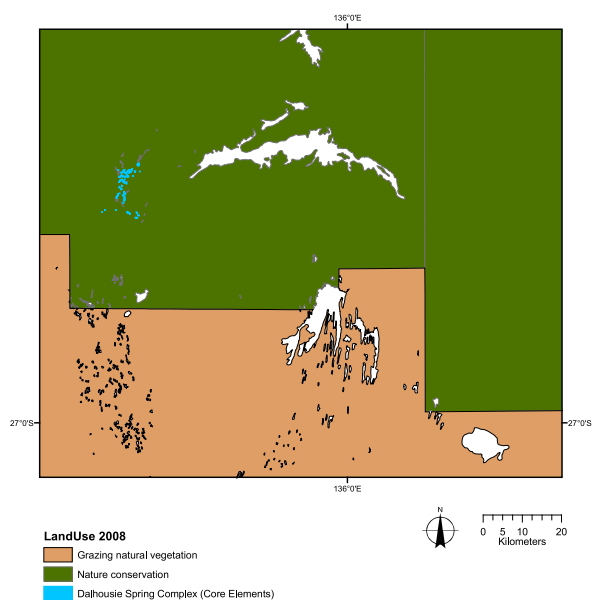 136°0'E
27°0'S
27°0'S
136°0'E
N
0 5 10 20
Kilometers
LandUse 2008
Grazing natural vegetation
Nature conservation
Dalhousie Spring Complex (Core Elements)